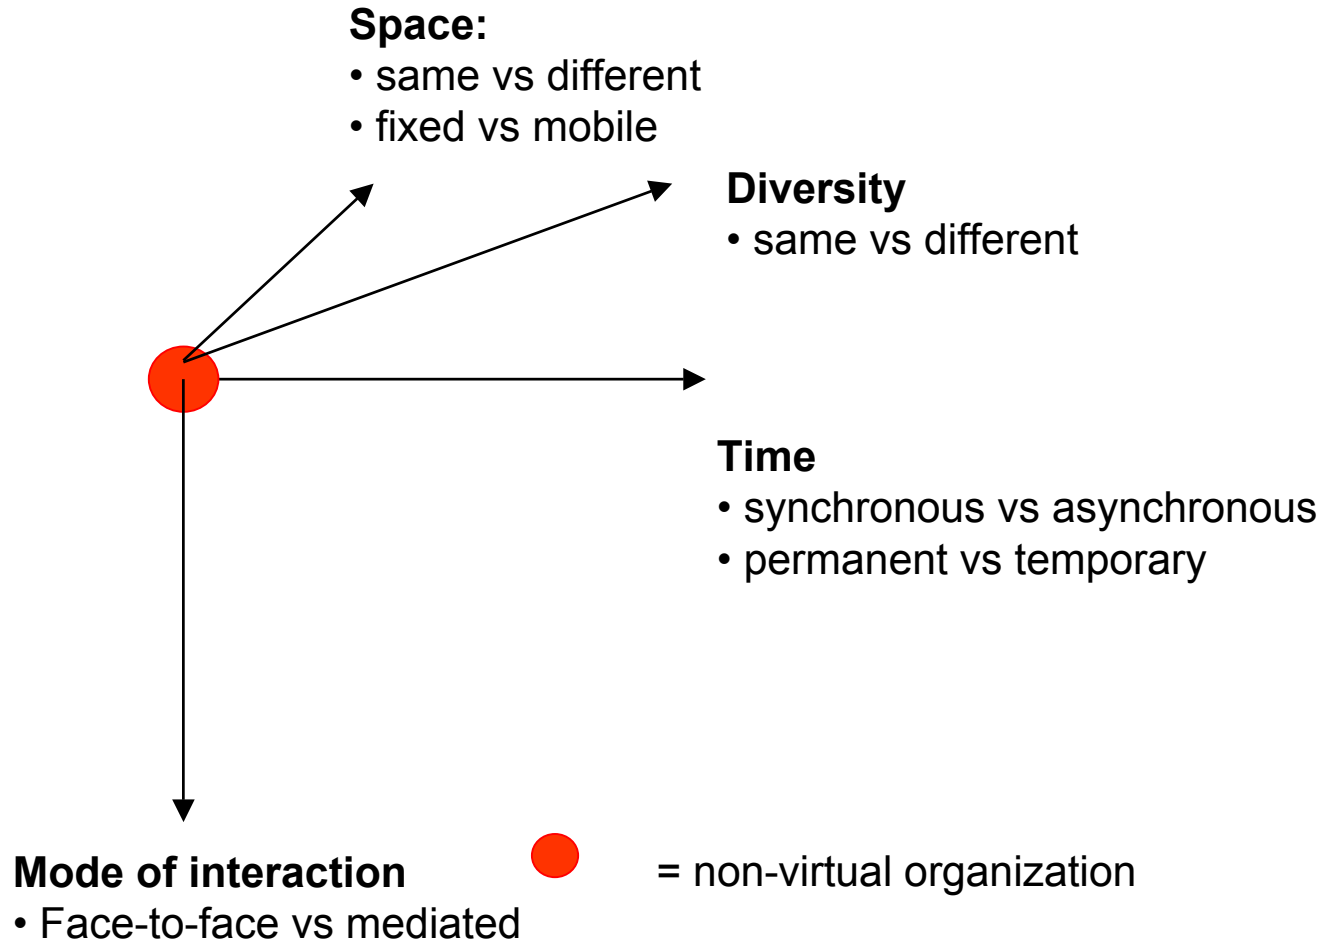 Space:
• same vs different
• fixed vs mobile
Diversity
• same vs different
Time
• synchronous vs asynchronous
• permanent vs temporary
Mode of interaction
• Face-to-face vs mediated
= non-virtual organization